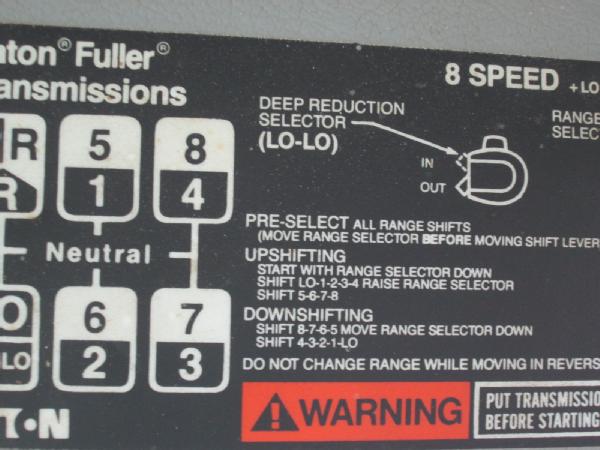 Fuller®
8 SPEED + LO
DEEP REDUCTION
SELECTOR
(LO-LO)
IN
OUT
R
5
8
R
1
4
Neutral
6
7
2
3
PRE-SELECT ALL RANGE SHIFTS
(MOVE RANGE SELECTOR BEFORE MOVING SHIFT LEVER
UPSHIFTING
START WITH RANGE SELECTOR DOWN
SHIFT LO-1-2-3-4 RAISE RANGE SELECTOR
SHIFT 5-6-7-8
DOWNSHIFTING
SHIFT 8-7-6-5 MOVE RANGE SELECTOR DOWN
SHIFT 4-3-2-1-LO
DO NOT CHANGE RANGE WHILE MOVING IN REVERS
WARNING
PUT TRANSMISSIO
BEFORE STARTING
RANGE
SELEC
aton®
ansmissions
O
LO